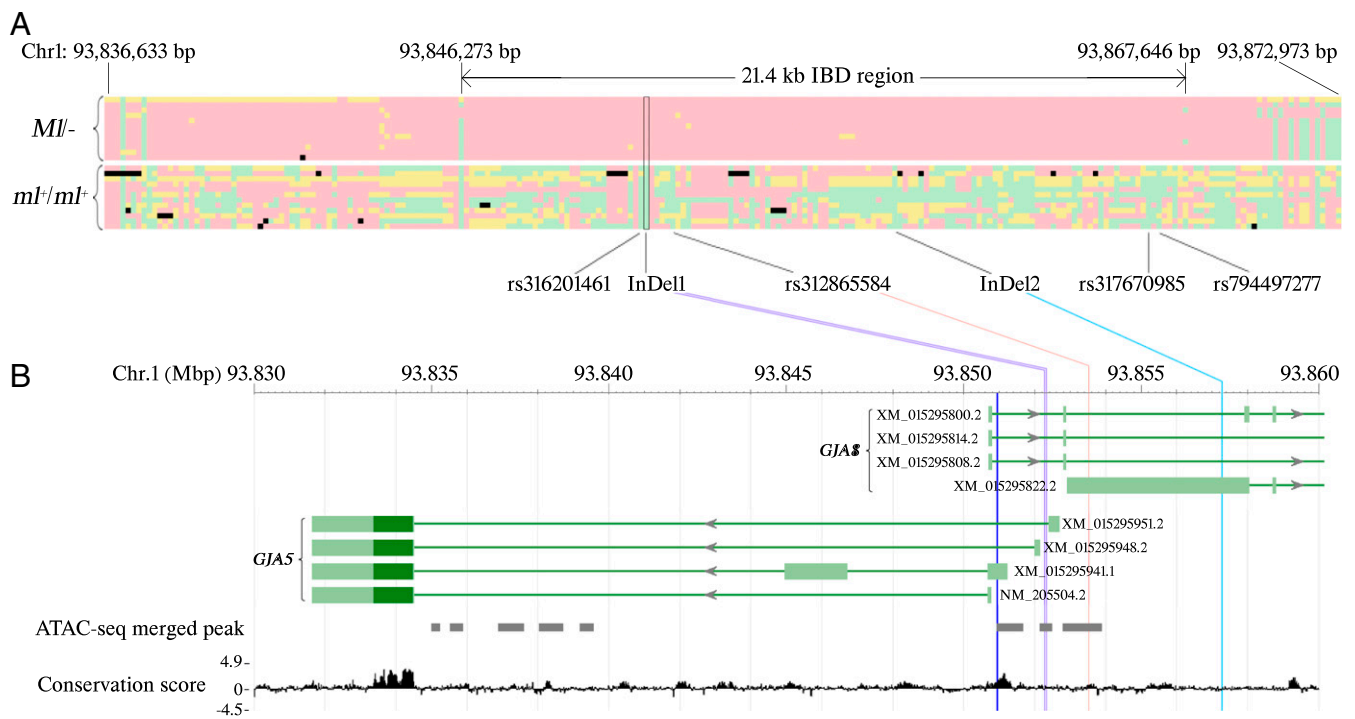 A
Chr1: 93,836,633 bp 93,846,273 bp 93,867,646 bp 93,872,973 bp
21.4 kb IBD region
Ml/-
ml⁺/ml⁺
rs316201461 InDel1 rs312865584 InDel2 rs317670985 rs794497277
B
Chr.1 (Mbp) 93.830 93.835 93.840 93.845 93.850 93.855 93.860
XM_015295800.2
XM_015295814.2
GJA8
XM_015295808.2
XM_015295822.2
XM_015295951.2
XM_015295948.2
GJA5
XM_015295941.1
NM_205504.2
ATAC-seq merged peak
4.9
Conservation score 0
-4.5